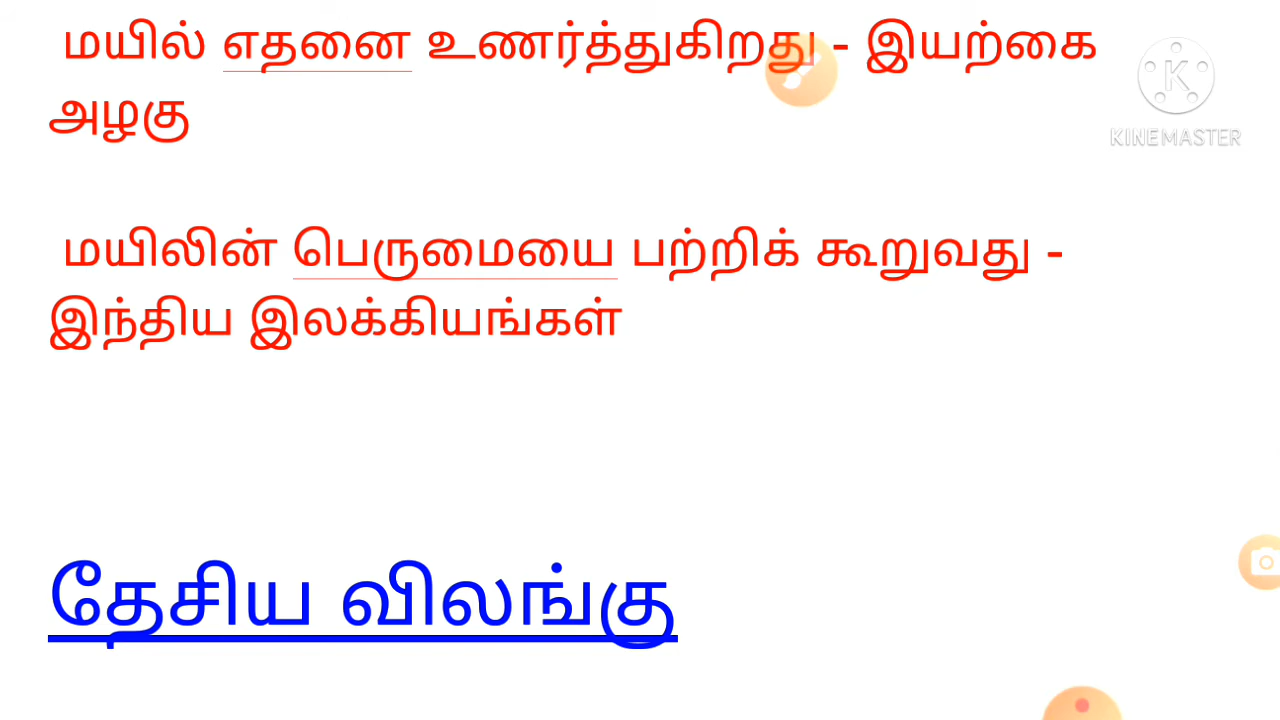 மயில் எதனை உணர்த்துகிறது - இயற்கை
அழகு
KINEMASTER
மயிலின் பெருமையை பற்றிக் கூறுவது -
இந்திய இலக்கியங்கள்
தேசிய விலங்கு